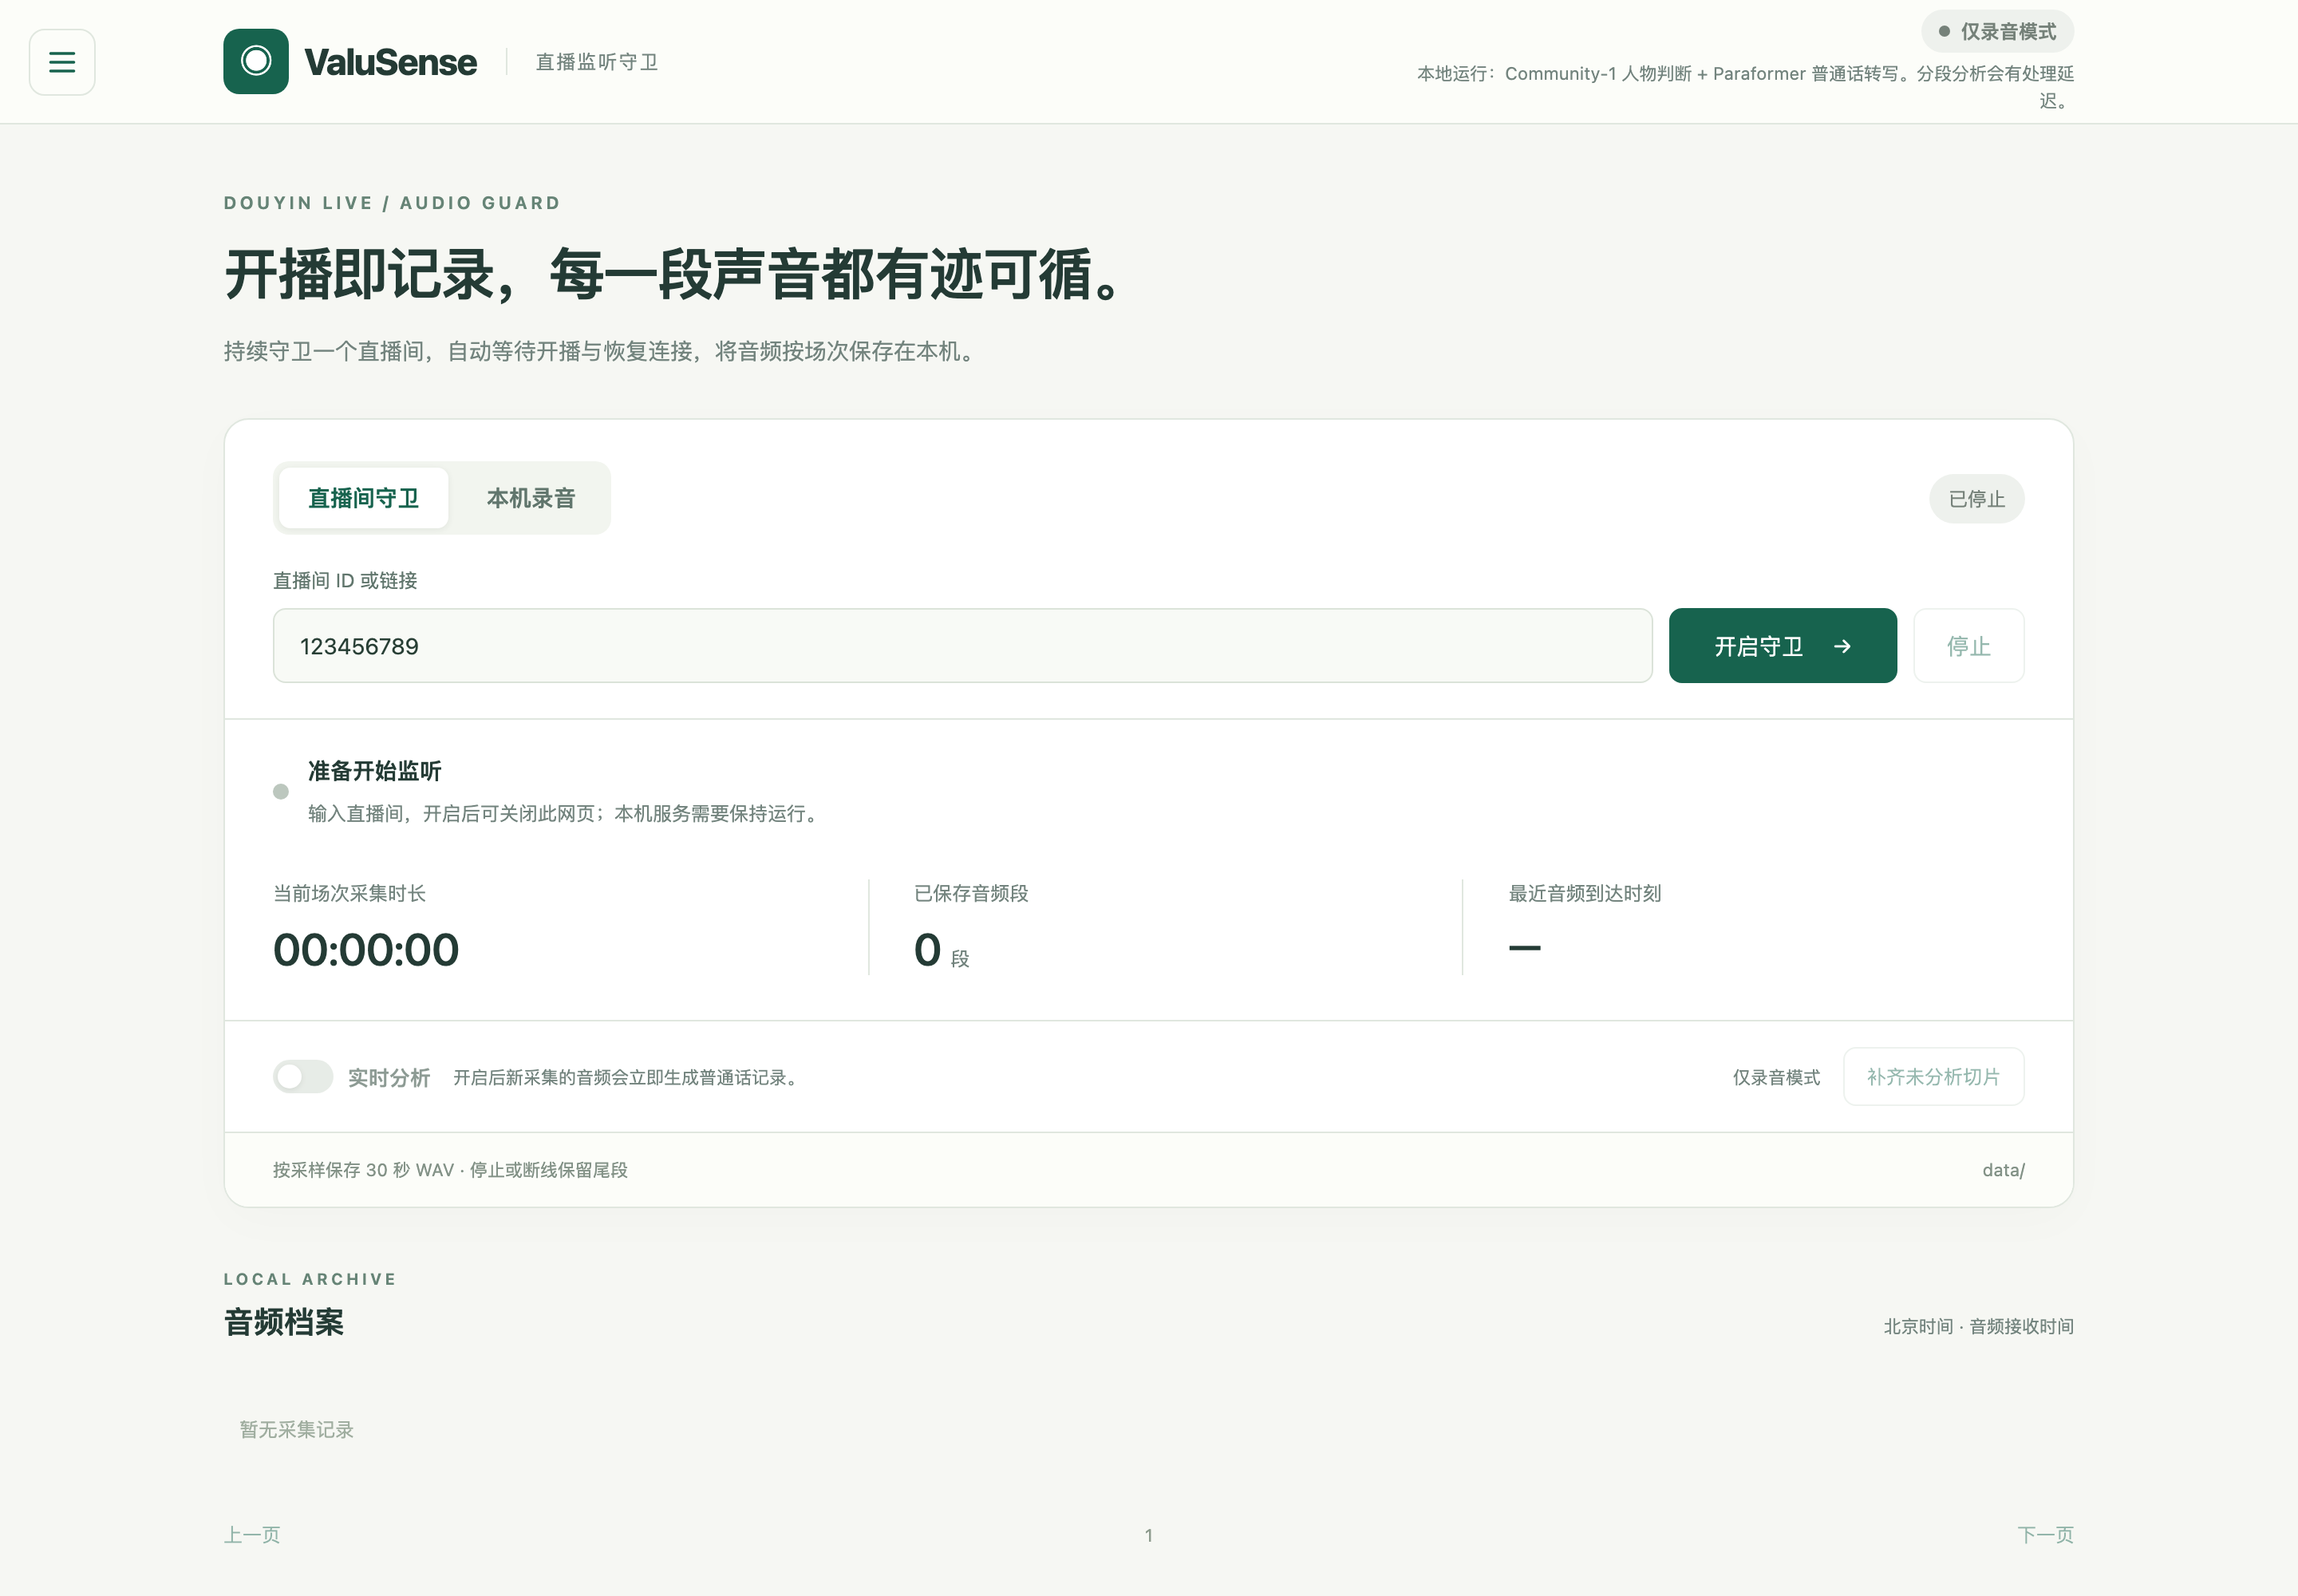 ValuSense
直播监听守卫
仅录音模式
本地运行：Community-1 人物判断 + Paraformer 普通话转写。分段分析会有处理延
迟。
DOUYIN LIVE / AUDIO GUARD
开播即记录，每一段声音都有迹可循。
持续守卫一个直播间，自动等待开播与恢复连接，将音频按场次保存在本机。
直播间守卫
本机录音
已停止
直播间 ID 或链接
123456789
开启守卫 →
停止
准备开始监听
输入直播间，开启后可关闭此网页；本机服务需要保持运行。
当前场次采集时长
已保存音频段
最近音频到达时刻
00:00:00
0 段
—
实时分析
开启后新采集的音频会立即生成普通话记录。
仅录音模式
补齐未分析切片
按采样保存 30 秒 WAV · 停止或断线保留尾段
data/
LOCAL ARCHIVE
音频档案
北京时间 · 音频接收时间
暂无采集记录
上一页
1
下一页